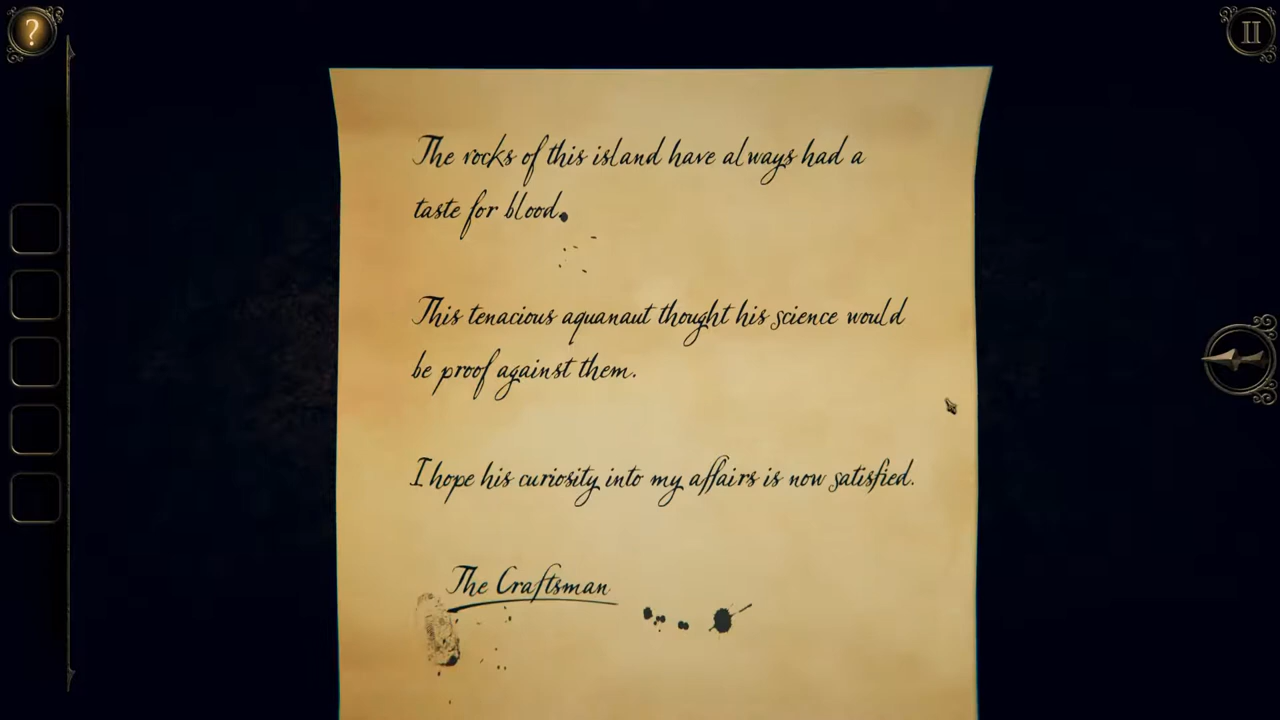 ?
The rocks of this island have always had a
taste for blood.
This tenacious aquanaut thought his science would
be proof against them.
I hope his curiosity into my affairs is now satisfied.
The Craftsman